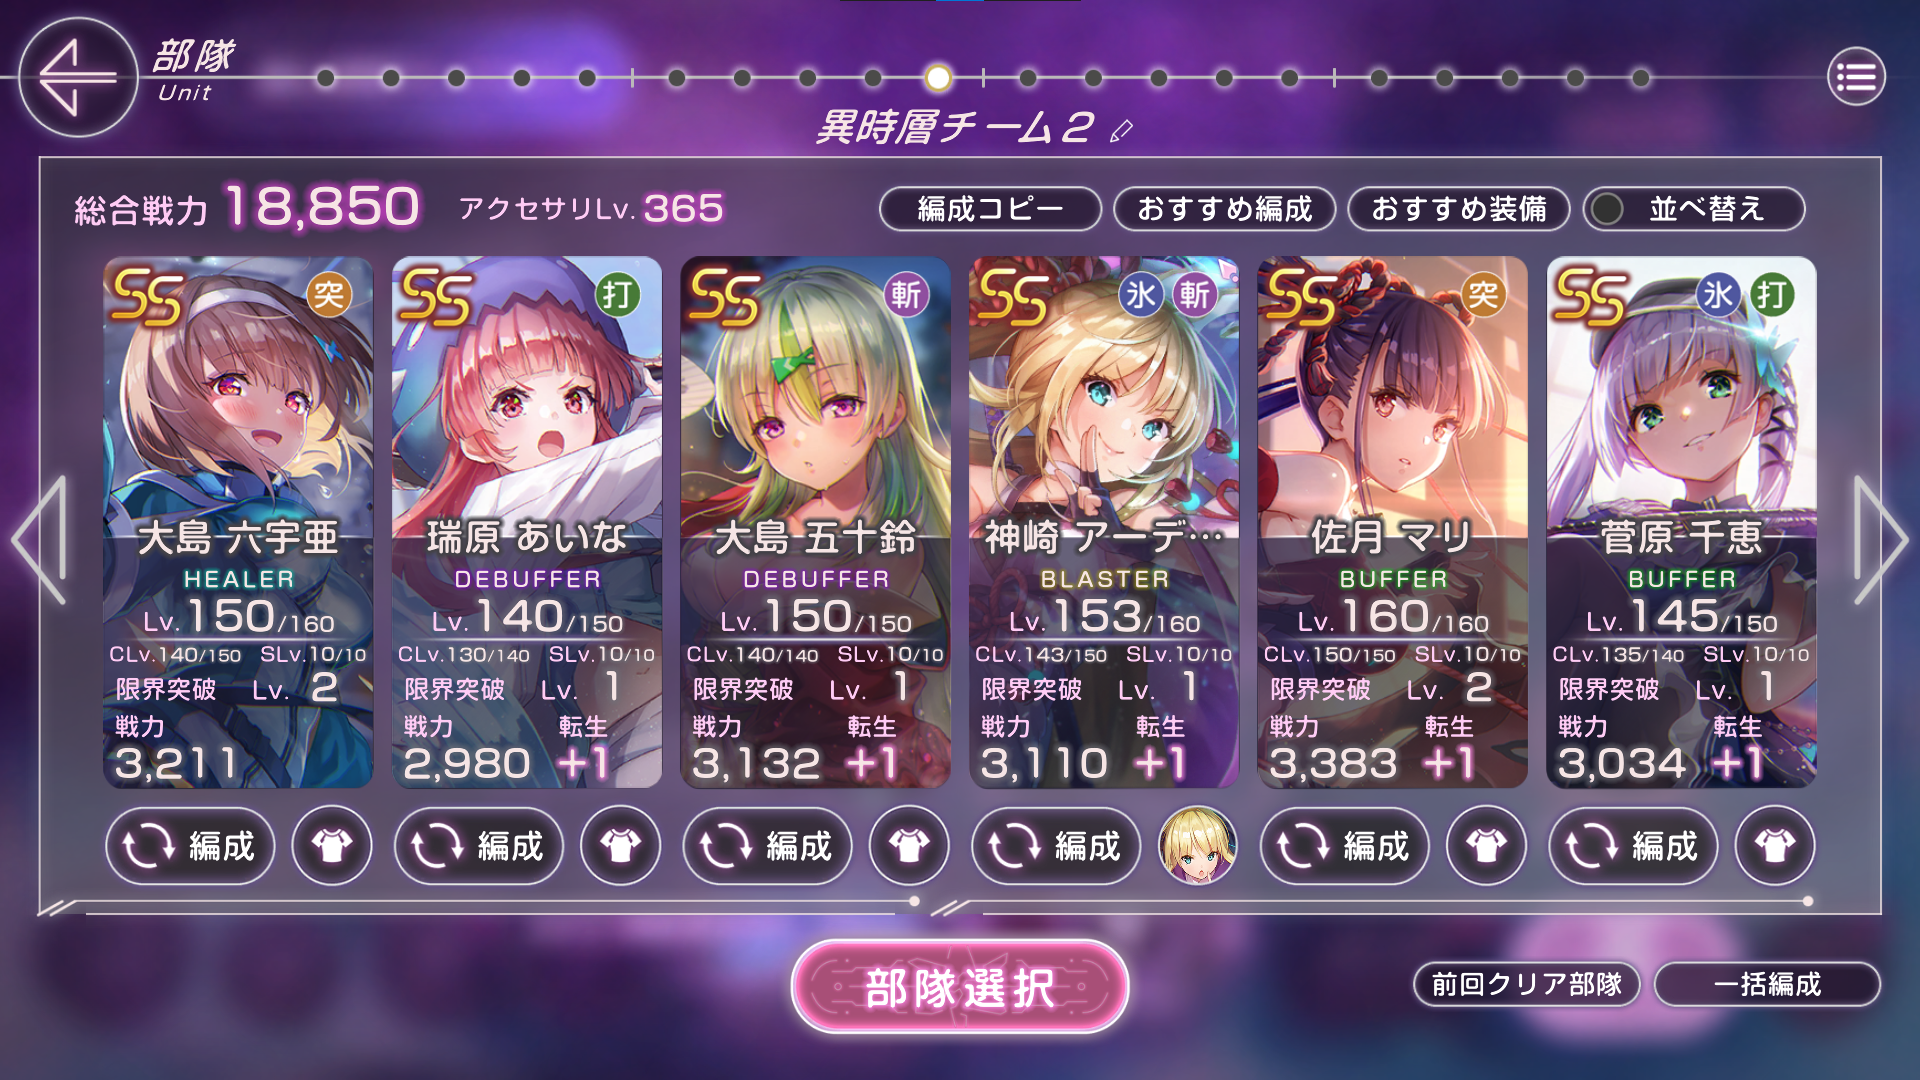 部隊
Unit
異時層チーム2
総合戦力 18,850 アクセサリLv. 365
編成コピー おすすめ編成 おすすめ装備 並べ替え
SS 突
SS 打
SS 斬
SS 氷 斬
SS 突
SS 氷 打
大島 六宇亜
HEALER
Lv. 150/160
CLv.140/150 SLv.10/10
限界突破 Lv. 2
戦力
3,211
瑞原 あいな
DEBUFFER
Lv. 140/150
CLv.130/140 SLv.10/10
限界突破 Lv. 1
戦力 転生
2,980 +1
大島 五十鈴
DEBUFFER
Lv. 150/150
CLv.140/140 SLv.10/10
限界突破 Lv. 1
戦力 転生
3,132 +1
神崎 アーデ…
BLASTER
Lv. 153/160
CLv.143/150 SLv.10/10
限界突破 Lv. 1
戦力 転生
3,110 +1
佐月 マリ
BUFFER
Lv. 160/160
CLv.150/150 SLv.10/10
限界突破 Lv. 2
戦力 転生
3,383 +1
菅原 千恵
BUFFER
Lv. 145/150
CLv.135/140 SLv.10/10
限界突破 Lv. 1
戦力 転生
3,034 +1
編成 編成 編成 編成 編成 編成
部隊選択
前回クリア部隊 一括編成